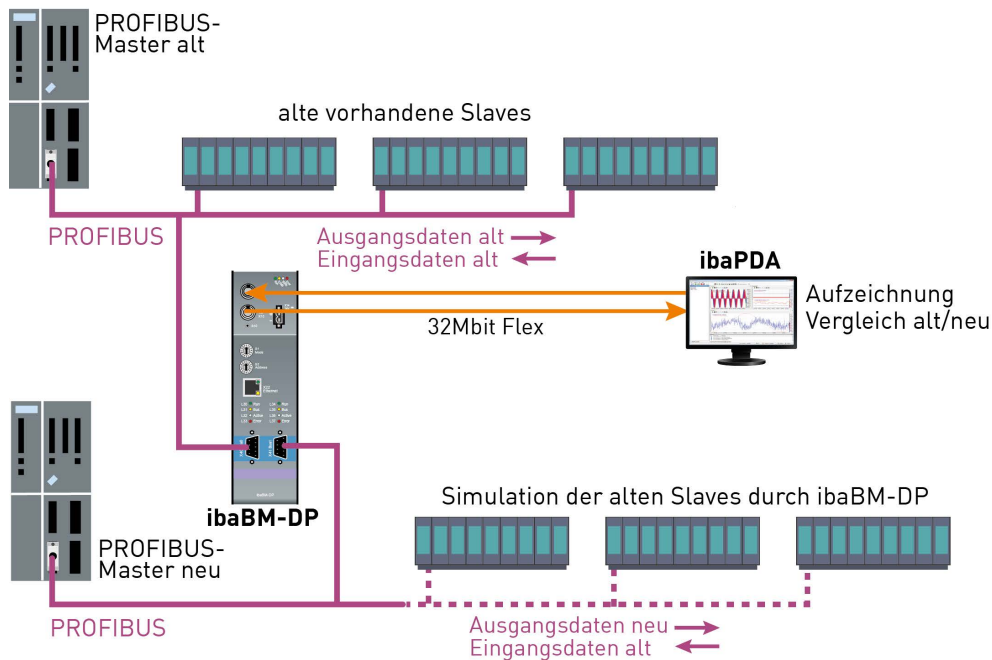 PROFIBUS-
Master alt
alte vorhandene Slaves
PROFIBUS
Ausgangsdaten alt
Eingangsdaten alt
ibaPDA
32Mbit Flex
Aufzeichnung
Vergleich alt/neu
ibaBM-DP
Simulation der alten Slaves durch ibaBM-DP
PROFIBUS-
Master neu
PROFIBUS
Ausgangsdaten neu
Eingangsdaten alt